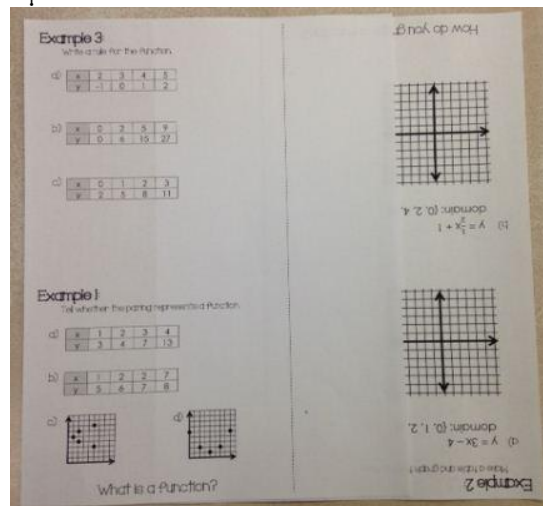 Example 3
Write a rule for the function.
a) x 2 3 4 5
y -1 0 1 2
b) x 0 2 5 9
y 0 6 15 27
c) x 0 1 2 3
y 2 5 8 11
Example 1
Tell whether the pairing represents a function.
a) x 1 2 3 4
y 3 4 7 13
b) x 1 2 2 7
y 5 6 7 8
c) d)
What is a function?
Example 2
Make a table and graph
a) y = 3x - 4
domain: {0, 1, 2,
b) y = 1/2 x + 1
domain: {0, 2, 4,
How do you g